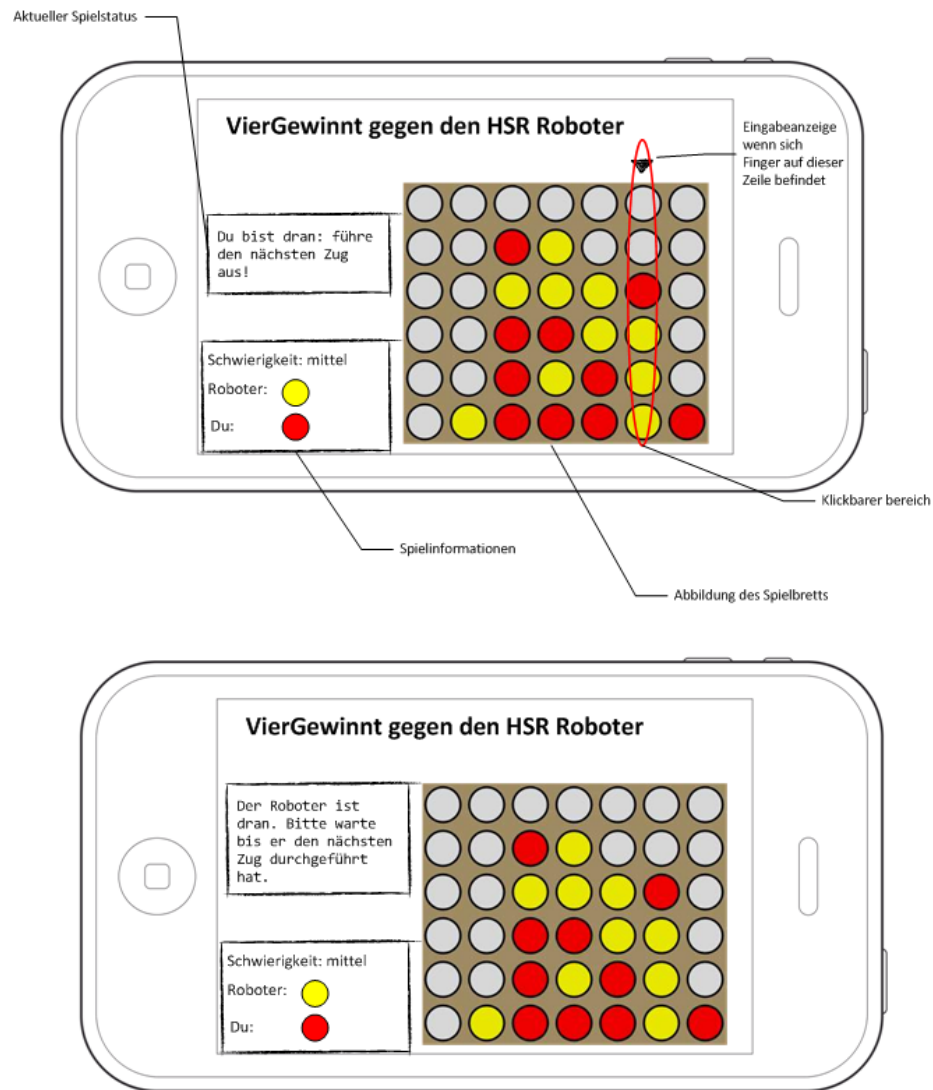 Aktueller Spielstatus
VierGewinnt gegen den HSR Roboter
Eingabeanzeige
wenn sich
Finger auf dieser
Zeile befindet
Du bist dran: führe
den nächsten Zug
aus!
Schwierigkeit: mittel
Roboter:
Du:
Klickbarer bereich
Spielinformationen
Abbildung des Spielbretts
VierGewinnt gegen den HSR Roboter
Der Roboter ist
dran. Bitte warte
bis er den nächsten
Zug durchgeführt
hat.
Schwierigkeit: mittel
Roboter:
Du: